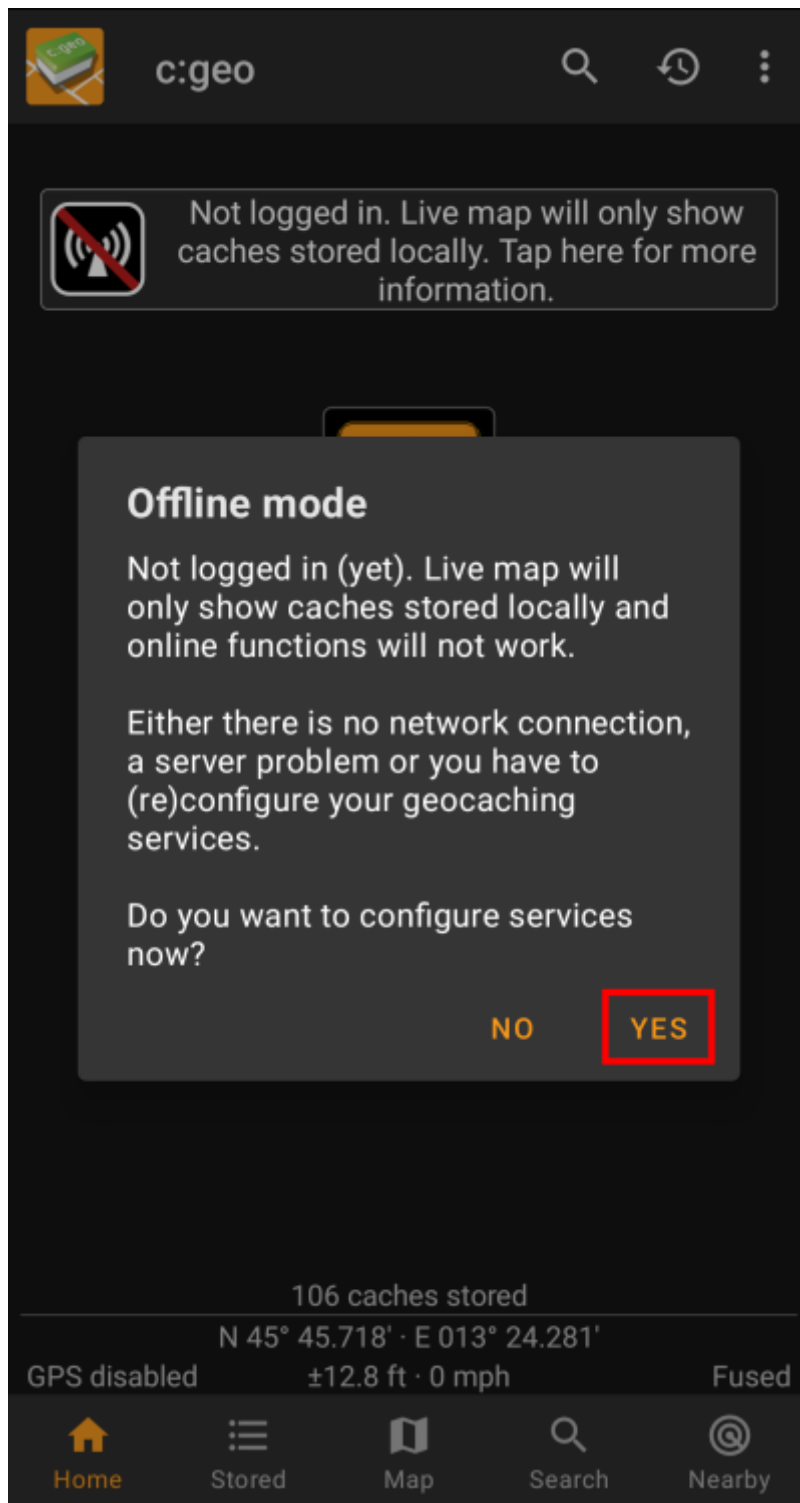 c:geo
Not logged in. Live map will only show
caches stored locally. Tap here for more
information.
Offline mode
Not logged in (yet). Live map will
only show caches stored locally and
online functions will not work.
Either there is no network connection,
a server problem or you have to
(re)configure your geocaching
services.
Do you want to configure services
now?
NO YES
106 caches stored
N 45° 45.718' · E 013° 24.281'
GPS disabled ±12.8 ft · 0 mph Fused
Home Stored Map Search Nearby